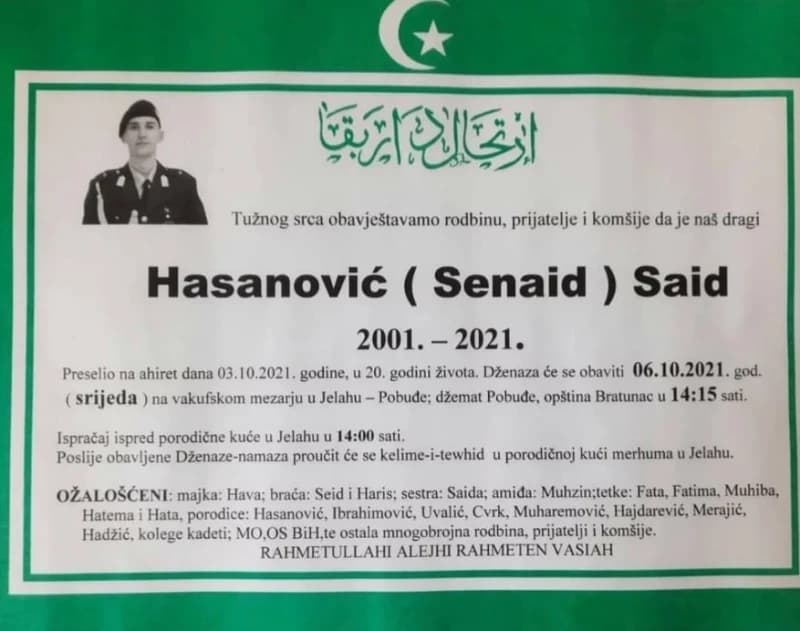 إرتحال دار بقا
Tužnog srca obavještavamo rodbinu, prijatelje i komšije da je naš dragi
Hasanović ( Senaid ) Said
2001. – 2021.
Preselio na ahiret dana 03.10.2021. godine, u 20. godini života. Dženaza će se obaviti 06.10.2021. god.
( srijeda ) na vakufskom mezarju u Jelahu – Pobuđe; džemat Pobuđe, opština Bratunac u 14:15 sati.
Ispraćaj ispred porodične kuće u Jelahu u 14:00 sati.
Poslije obavljene Dženaze-namaza proučit će se kelime-i-tewhid u porodičnoj kući merhuma u Jelahu.
OŽALOŠĆENI: majka: Hava; braća: Seid i Haris; sestra: Saida; amiđa: Muhzin;tetke: Fata, Fatima, Muhiba,
Hatema i Hata, porodice: Hasanović, Ibrahimović, Uvalić, Cvrk, Muharemović, Hajdarević, Merajić,
Hadžić, kolege kadeti; MO,OS BiH,te ostala mnogobrojna rodbina, prijatelji i komšije.
RAHMETULLAHI ALEJHI RAHMETEN VASIAH